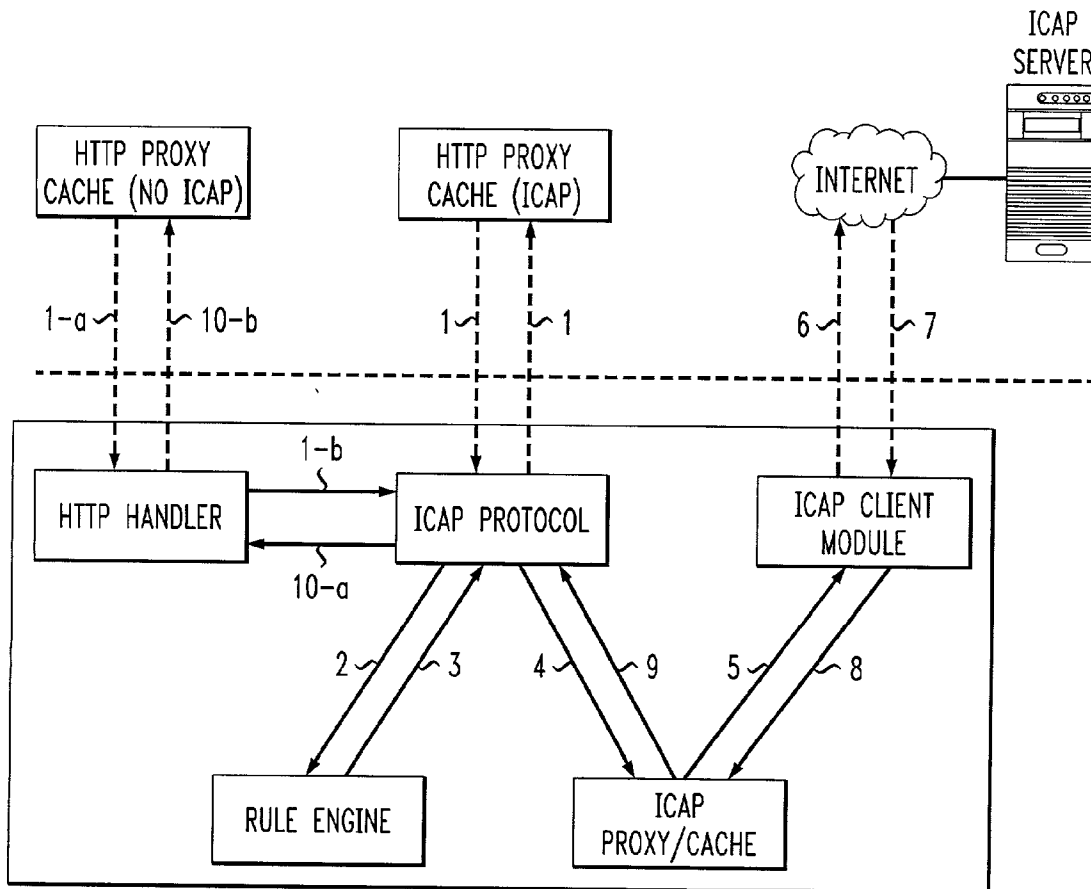 ICAP
SERVER
HTTP PROXY
CACHE (NO ICAP)
HTTP PROXY
CACHE (ICAP)
INTERNET
1-a
10-b
1
1
6
7
1-b
HTTP HANDLER
ICAP PROTOCOL
ICAP CLIENT
MODULE
10-a
2
3
4
9
5
8
RULE ENGINE
ICAP
PROXY/CACHE